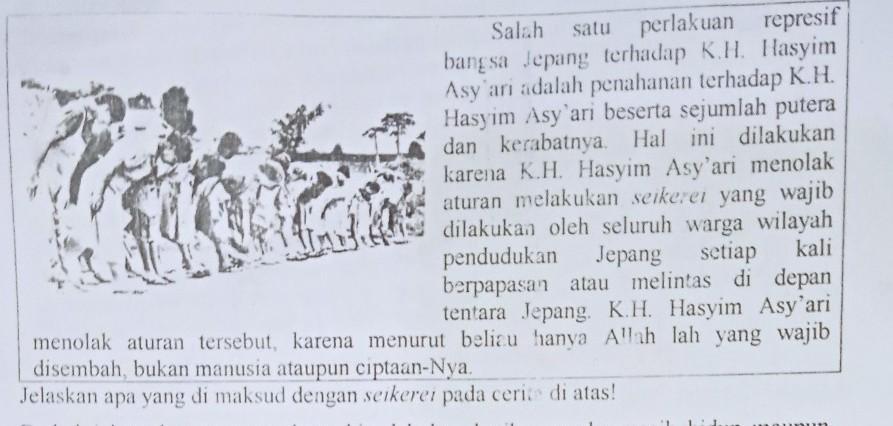 Salah satu perlakuan represif
bangsa Jepang terhadap K.H. Hasyim
Asy'ari adalah penahanan terhadap K.H.
Hasyim Asy'ari beserta sejumlah putera
dan kerabatnya. Hal ini dilakukan
karena K.H. Hasyim Asy'ari menolak
aturan melakukan seikerei yang wajib
dilakukan oleh seluruh warga wilayah
pendudukan Jepang setiap kali
berpapasan atau melintas di depan
tentara Jepang. K.H. Hasyim Asy'ari
menolak aturan tersebut, karena menurut beliau hanya Allah lah yang wajib
disembah, bukan manusia ataupun ciptaan-Nya.
Jelaskan apa yang di maksud dengan seikerei pada cerita di atas!